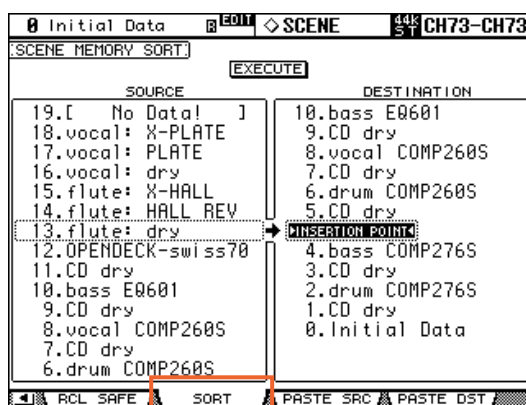 0 Initial Data EDIT SCENE 44k ST CH73-CH73
SCENE MEMORY SORT
EXECUTE
SOURCE
19.[ No Data! ]
18.vocal: X-PLATE
17.vocal: PLATE
16.vocal: dry
15.flute: X-HALL
14.flute: HALL REV
13.flute: dry
12.OPENDECK-swiss70
11.CD dry
10.bass EQ601
9.CD dry
8.vocal COMP260S
7.CD dry
6.drum COMP260S
DESTINATION
10.bass EQ601
9.CD dry
8.vocal COMP260S
7.CD dry
6.drum COMP260S
5.CD dry
INSERTION POINT
4.bass COMP276S
3.CD dry
2.drum COMP276S
1.CD dry
0.Initial Data
RCL SAFE SORT PASTE SRC PASTE DST